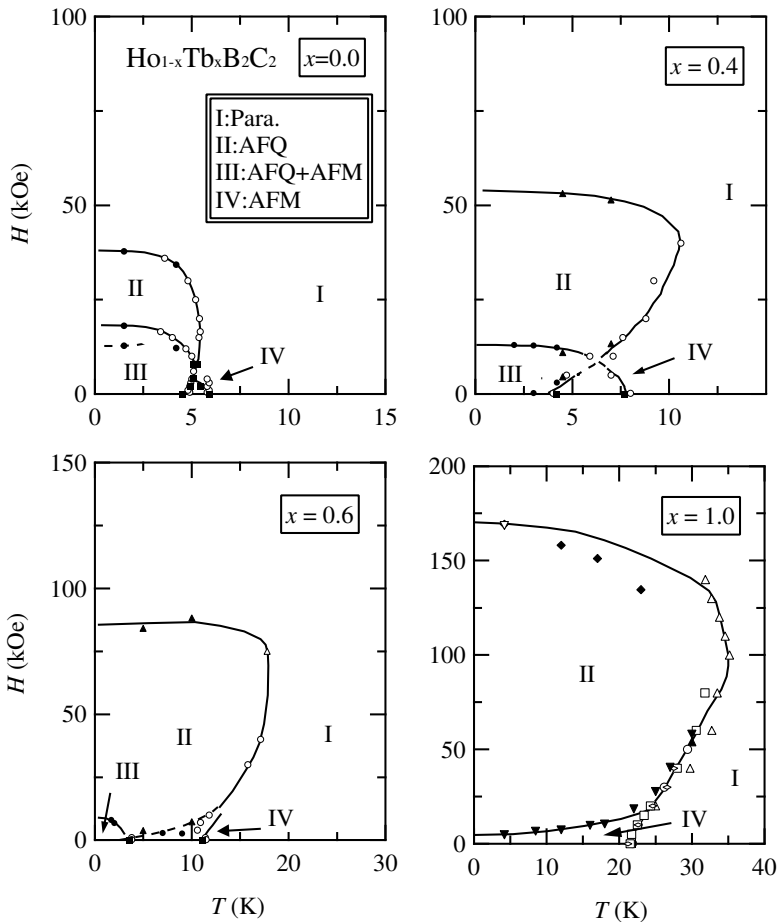 100
50
0
H (kOe)
Ho1-xTbxB2C2
x=0.0
I:Para.
II:AFQ
III:AFQ+AFM
IV:AFM
II
I
III
IV
0 5 10 15
100
50
0
x = 0.4
I
II
III
IV
0 5 10
150
100
50
0
H (kOe)
x = 0.6
II
I
III
IV
0 10 20 30
T (K)
200
150
100
50
0
x = 1.0
II
I
IV
0 10 20 30 40
T (K)